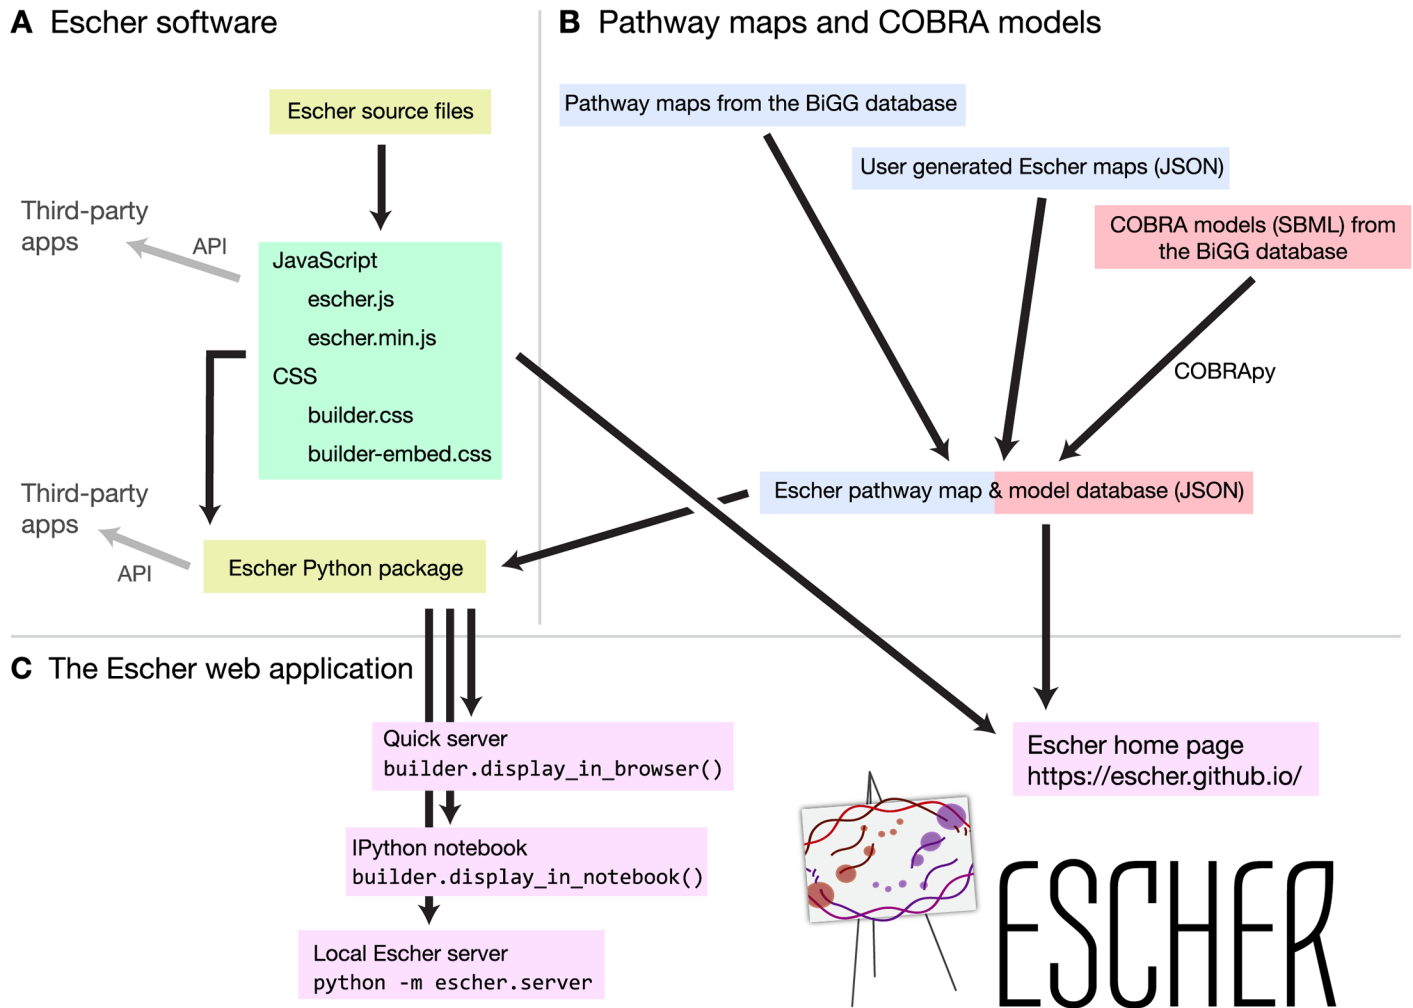 A Escher software
Escher source files
Third-party
apps
API
JavaScript
escher.js
escher.min.js
CSS
builder.css
builder-embed.css
Third-party
apps
API
Escher Python package
B Pathway maps and COBRA models
Pathway maps from the BiGG database
User generated Escher maps (JSON)
COBRA models (SBML) from
the BiGG database
COBRApy
Escher pathway map & model database (JSON)
C The Escher web application
Quick server
builder.display_in_browser()
IPython notebook
builder.display_in_notebook()
Local Escher server
python -m escher.server
Escher home page
https://escher.github.io/
ESCHER